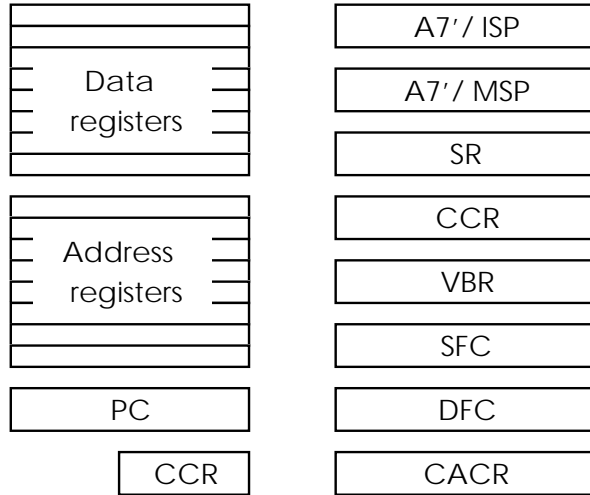 Data
registers
Address
registers
PC
CCR
A7′/ ISP
A7′/ MSP
SR
CCR
VBR
SFC
DFC
CACR